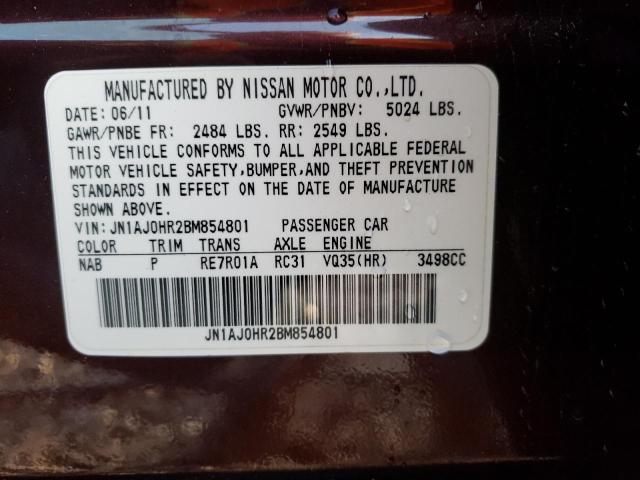 MANUFACTURED BY NISSAN MOTOR CO.,LTD.
DATE: 06/11 GVWR/PNBV: 5024 LBS.
GAWR/PNBE FR: 2484 LBS. RR: 2549 LBS.
THIS VEHICLE CONFORMS TO ALL APPLICABLE FEDERAL
MOTOR VEHICLE SAFETY,BUMPER,AND THEFT PREVENTION
STANDARDS IN EFFECT ON THE DATE OF MANUFACTURE
SHOWN ABOVE.
VIN: JN1AJ0HR2BM854801 PASSENGER CAR
COLOR TRIM TRANS AXLE ENGINE
NAB P RE7R01A RC31 VQ35(HR) 3498CC
JN1AJ0HR2BM854801